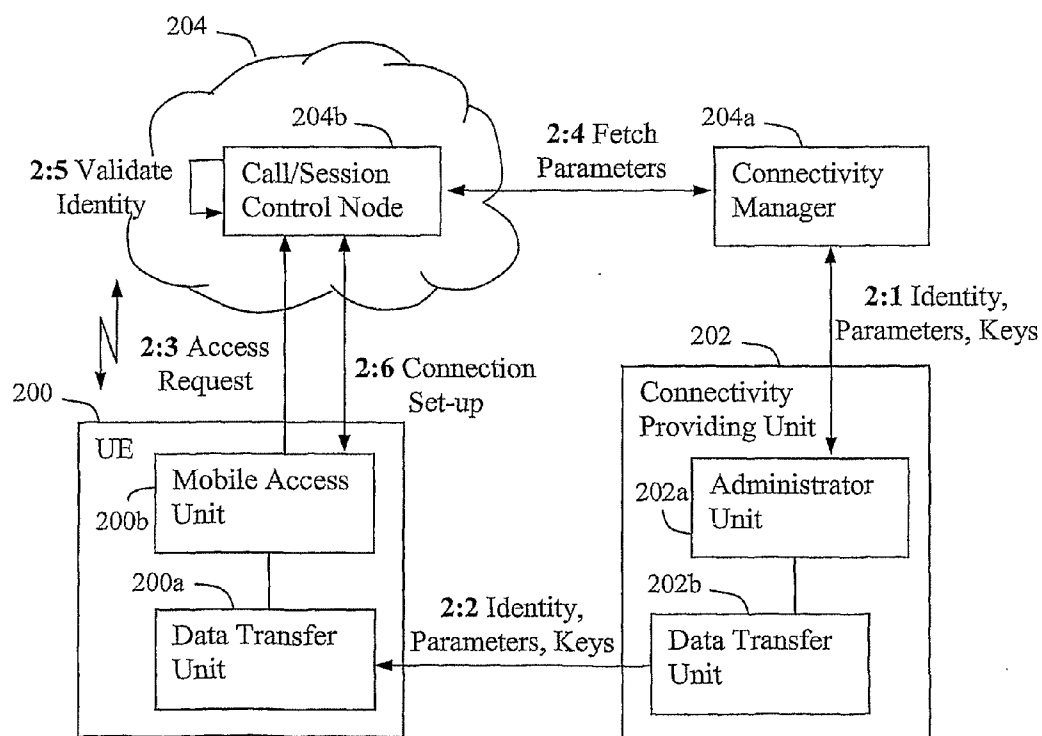 204
204b
2:5 Validate
Identity
Call/Session
Control Node
2:4 Fetch
Parameters
204a
Connectivity
Manager
2:1 Identity,
Parameters, Keys
2:3 Access
Request
2:6 Connection
Set-up
202
200
UE
Mobile Access
Unit
200b
200a
Data Transfer
Unit
2:2 Identity,
Parameters, Keys
Connectivity
Providing Unit
202a
Administrator
Unit
202b
Data Transfer
Unit